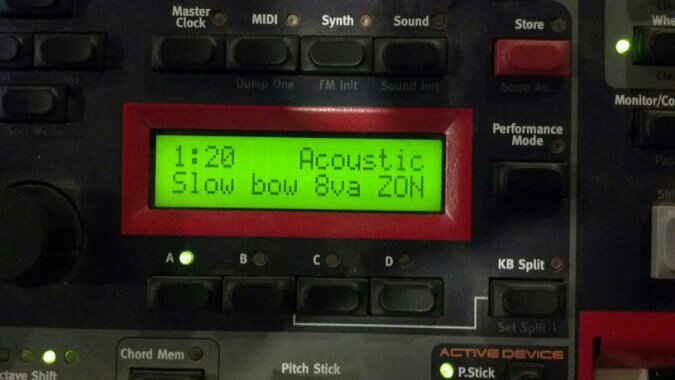 Master Clock MIDI Synth Sound Store
Dump One FM Init Sound Init Store As..
Monitor/Co
Performance Mode
1:20 Acoustic
Slow bow 8va ZON
A B C D KB Split
Set Split
ctave Shift Chord Mem Pitch Stick ACTIVE DEVICE
P.Stick